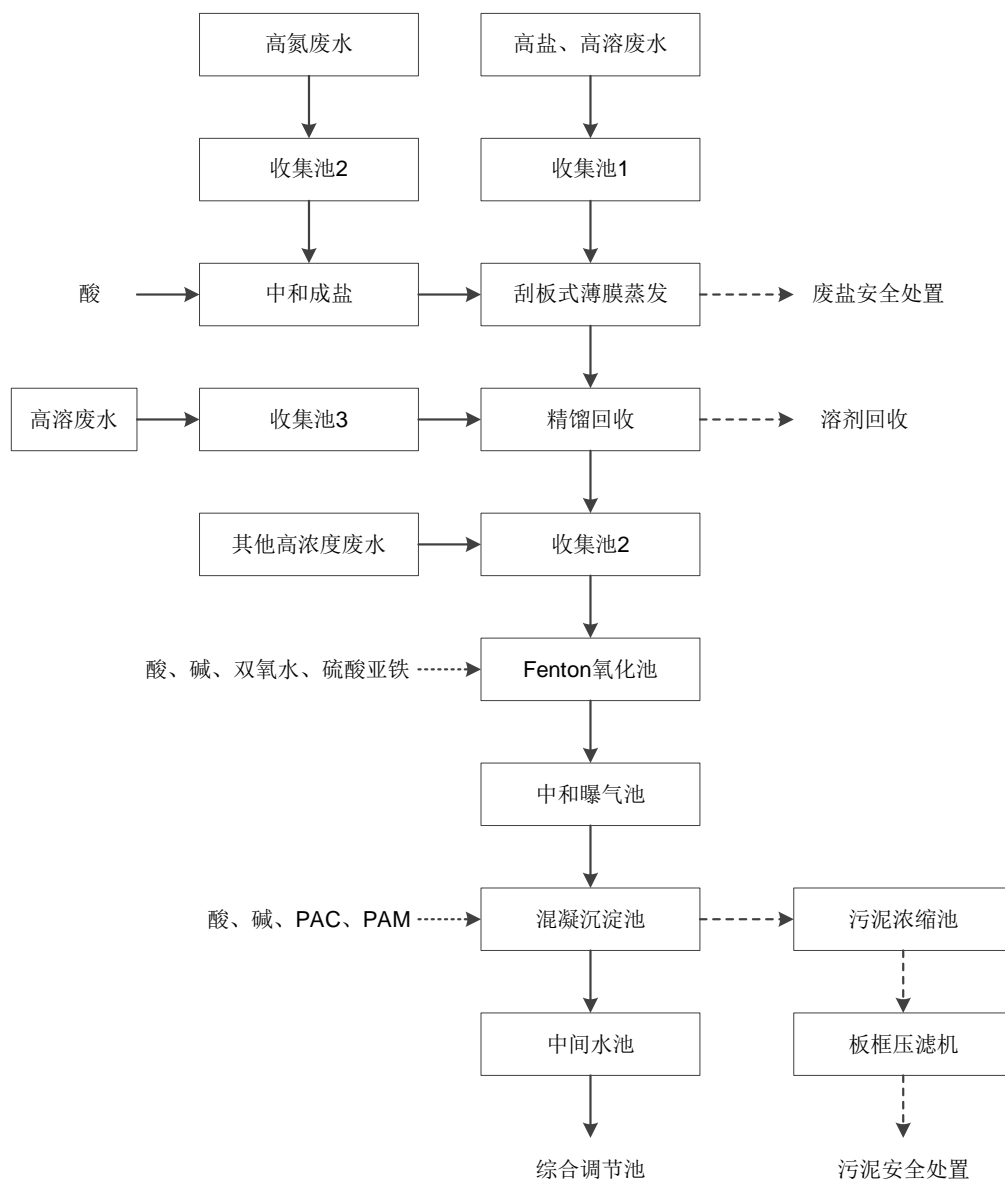 高氮废水
高盐、高溶废水
收集池2
收集池1
酸
中和成盐
刮板式薄膜蒸发
废盐安全处置
高溶废水
收集池3
精馏回收
溶剂回收
其他高浓度废水
收集池2
酸、碱、双氧水、硫酸亚铁
Fenton氧化池
中和曝气池
酸、碱、PAC、PAM
混凝沉淀池
污泥浓缩池
中间水池
板框压滤机
综合调节池
污泥安全处置